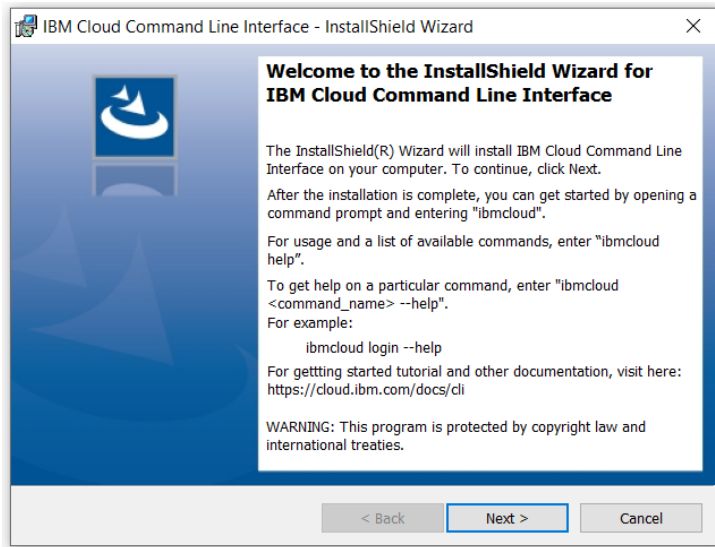 IBM Cloud Command Line Interface - InstallShield Wizard
Welcome to the InstallShield Wizard for
IBM Cloud Command Line Interface
The InstallShield(R) Wizard will install IBM Cloud Command Line
Interface on your computer. To continue, click Next.
After the installation is complete, you can get started by opening a
command prompt and entering "ibmcloud".
For usage and a list of available commands, enter “ibmcloud
help”.
To get help on a particular command, enter "ibmcloud
<command_name> --help".
For example:
ibmcloud login --help
For gettting started tutorial and other documentation, visit here:
https://cloud.ibm.com/docs/cli
WARNING: This program is protected by copyright law and
international treaties.
< Back
Next >
Cancel